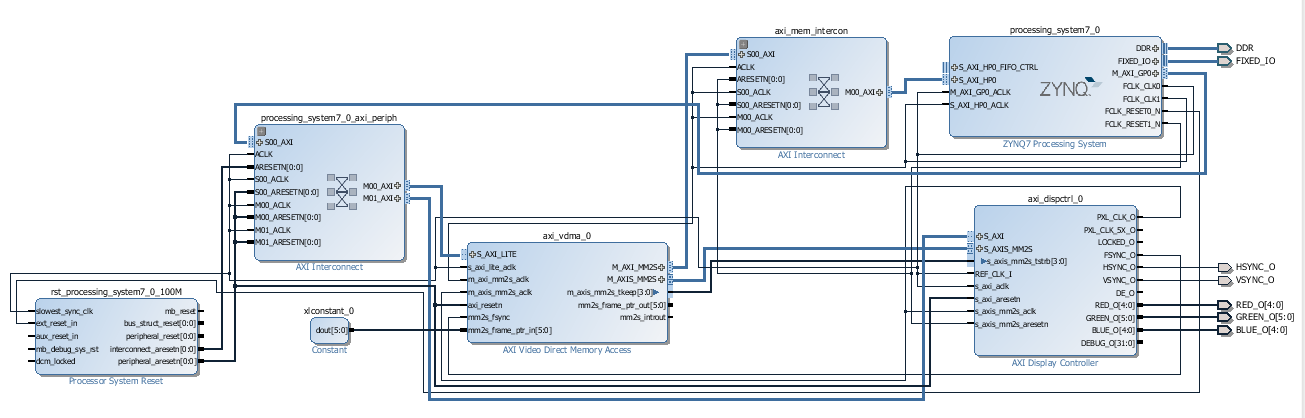 axi_mem_intercon
S00_AXI
ACLK
ARESETN[0:0]
S00_ACLK
S00_ARESETN[0:0]
M00_ACLK
M00_ARESETN[0:0]
M00_AXI
AXI Interconnect
processing_system7_0
S_AXI_HP0_FIFO_CTRL
S_AXI_HP0
M_AXI_GP0_ACLK
S_AXI_HP0_ACLK
ZYNQ
DDR
FIXED_IO
M_AXI_GP0
FCLK_CLK0
FCLK_CLK1
FCLK_RESET0_N
FCLK_RESET1_N
ZYNQ7 Processing System
DDR
FIXED_IO
processing_system7_0_axi_periph
S00_AXI
ACLK
ARESETN[0:0]
S00_ACLK
S00_ARESETN[0:0]
M00_ACLK
M00_ARESETN[0:0]
M01_ACLK
M01_ARESETN[0:0]
M00_AXI
M01_AXI
AXI Interconnect
axi_vdma_0
S_AXI_LITE
s_axi_lite_aclk
m_axi_mm2s_aclk
m_axis_mm2s_aclk
axi_resetn
mm2s_fsync
mm2s_frame_ptr_in[5:0]
M_AXI_MM2S
M_AXIS_MM2S
m_axis_mm2s_tkeep[3:0]
mm2s_frame_ptr_out[5:0]
mm2s_introut
AXI Video Direct Memory Access
axi_dispctrl_0
S_AXI
S_AXIS_MM2S
s_axis_mm2s_tstrb[3:0]
REF_CLK_I
s_axi_aclk
s_axi_aresetn
s_axis_mm2s_aclk
s_axis_mm2s_aresetn
PXL_CLK_O
PXL_CLK_5X_O
LOCKED_O
FSYNC_O
HSYNC_O
VSYNC_O
DE_O
RED_O[4:0]
GREEN_O[5:0]
BLUE_O[4:0]
DEBUG_O[31:0]
AXI Display Controller
HSYNC_O
VSYNC_O
RED_O[4:0]
GREEN_O[5:0]
BLUE_O[4:0]
rst_processing_system7_0_100M
slowest_sync_clk
ext_reset_in
aux_reset_in
mb_debug_sys_rst
dcm_locked
mb_reset
bus_struct_reset[0:0]
peripheral_reset[0:0]
interconnect_aresetn[0:0]
peripheral_aresetn[0:0]
Processor System Reset
xlconstant_0
dout[5:0]
Constant